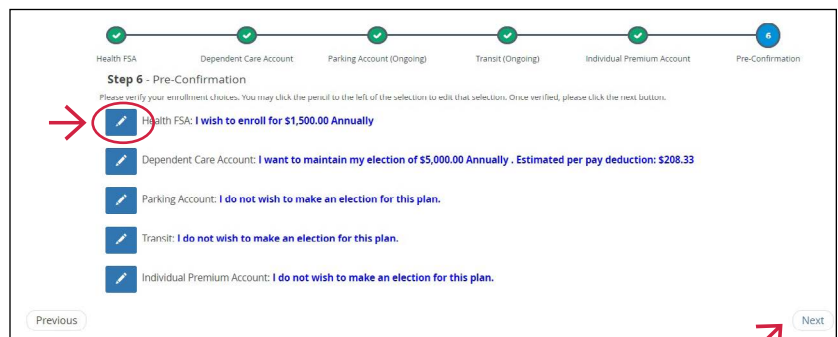 6
Health FSA Dependent Care Account Parking Account (Ongoing) Transit (Ongoing) Individual Premium Account Pre-Confirmation
Step 6 - Pre-Confirmation
Please verify your enrollment choices. You may click the pencil to the left of the selection to edit that selection. Once verified, please click the next button.
Health FSA: I wish to enroll for $1,500.00 Annually
Dependent Care Account: I want to maintain my election of $5,000.00 Annually . Estimated per pay deduction: $208.33
Parking Account: I do not wish to make an election for this plan.
Transit: I do not wish to make an election for this plan.
Individual Premium Account: I do not wish to make an election for this plan.
Previous Next